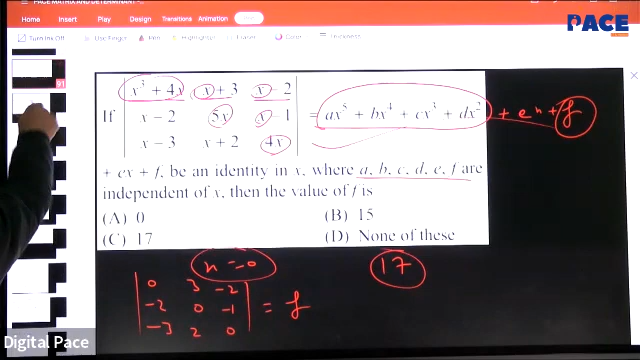 PACE MATRIX AND DETERMI
Home Insert Draw Design Transitions Animation
Turn Ink Off Use Finger Pen Highlighter Eraser Color Thickness
PACE
91
If | x³ + 4x x + 3 x − 2 |
| x − 2 5x x − 1 | = ax⁵ + bx⁴ + cx³ + dx² + ex + f
| x − 3 x + 2 4x |
+ ex + f, be an identity in x, where a, b, c, d, e, f are
independent of x, then the value of f is
(A) 0 (B) 15
(C) 17 (D) None of these
x = 0 17
| 0 3 −2 |
| −2 0 −1 | = f
| −3 2 0 |
Digital Pace